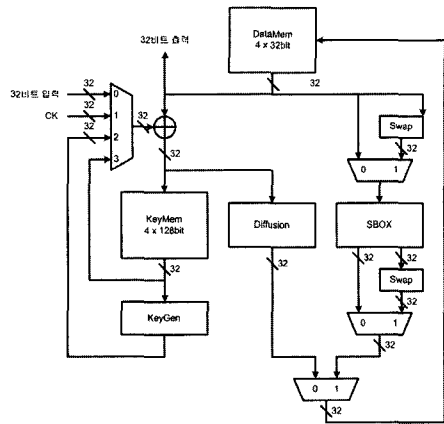 32비트 출력
DataMem
4 x 32bit
32
32비트 입력
32
0
CK
32
1
32
2
3
32
32
Swap
32
0 1
KeyMem
4 x 128bit
Diffusion
SBOX
32
32
32
32
Swap
32
KeyGen
0 1
32
0 1
32